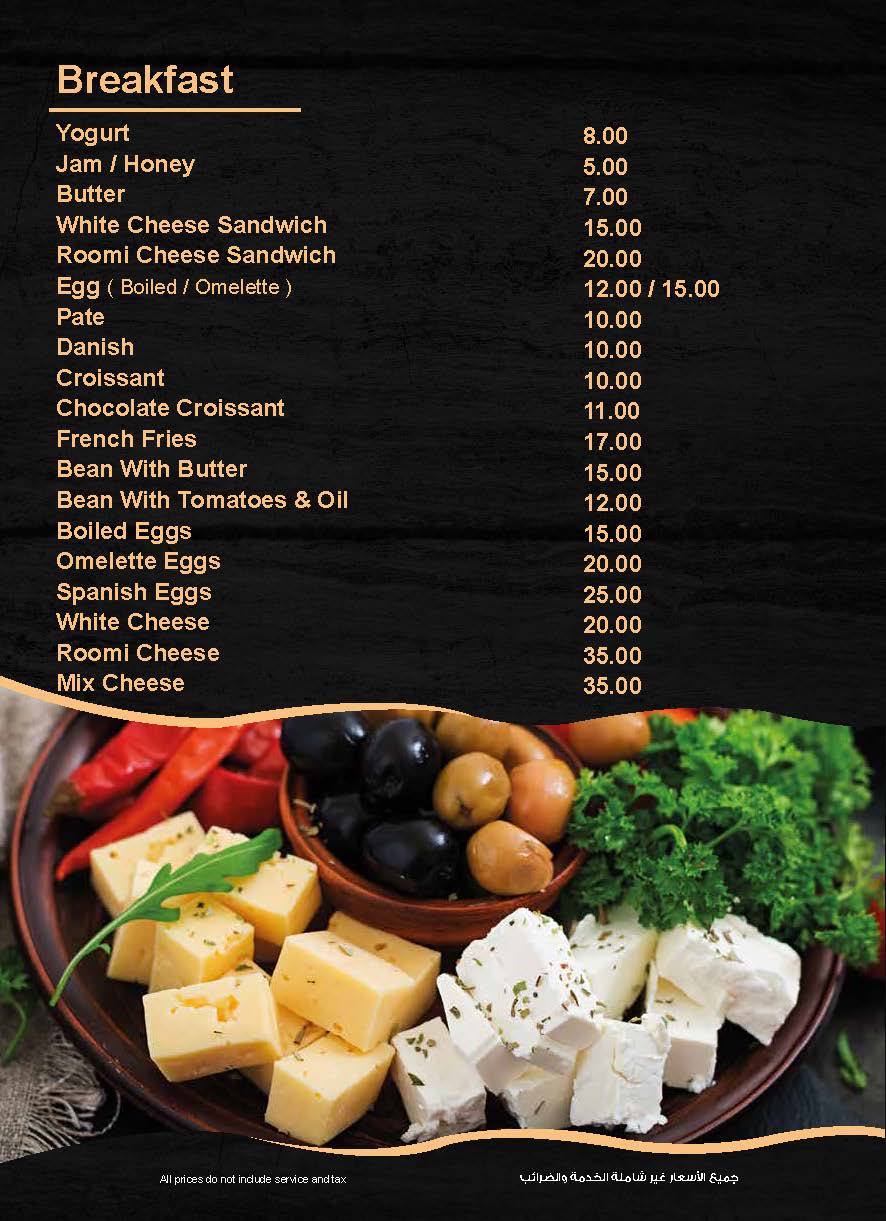 Breakfast
Yogurt 8.00
Jam / Honey 5.00
Butter 7.00
White Cheese Sandwich 15.00
Roomi Cheese Sandwich 20.00
Egg ( Boiled / Omelette ) 12.00 / 15.00
Pate 10.00
Danish 10.00
Croissant 10.00
Chocolate Croissant 11.00
French Fries 17.00
Bean With Butter 15.00
Bean With Tomatoes & Oil 12.00
Boiled Eggs 15.00
Omelette Eggs 20.00
Spanish Eggs 25.00
White Cheese 20.00
Roomi Cheese 35.00
Mix Cheese 35.00
All prices do not include service and tax
جميع الأسعار غير شاملة الخدمة والضرائب